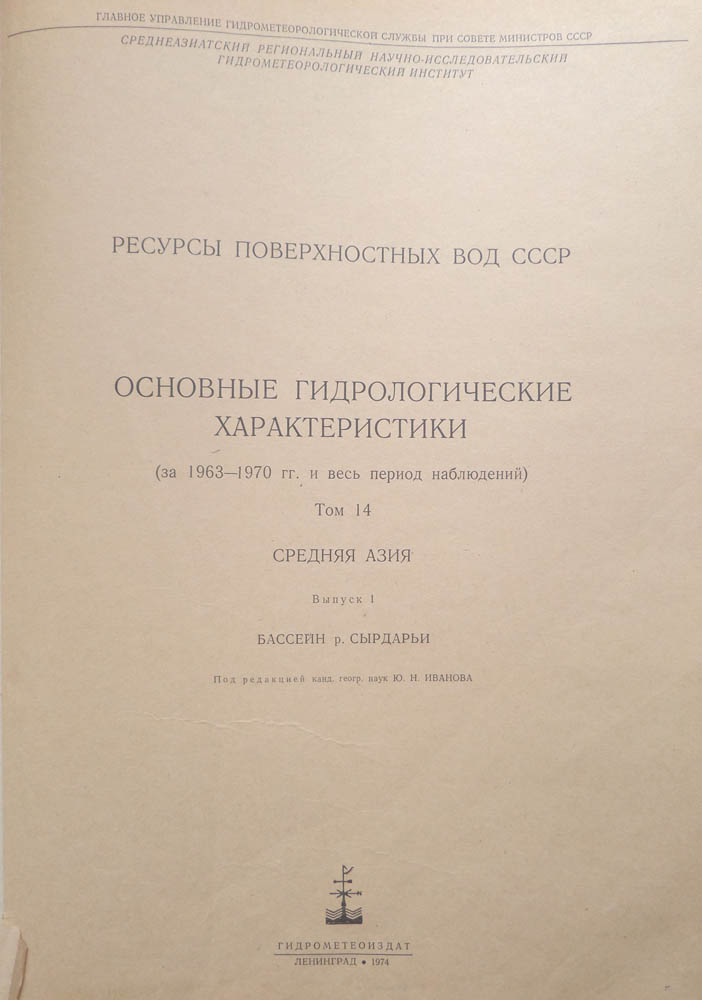 ГЛАВНОЕ УПРАВЛЕНИЕ ГИДРОМЕТЕОРОЛОГИЧЕСКОЙ СЛУЖБЫ ПРИ СОВЕТЕ МИНИСТРОВ СССР
СРЕДНЕАЗИАТСКИЙ РЕГИОНАЛЬНЫЙ НАУЧНО-ИССЛЕДОВАТЕЛЬСКИЙ
ГИДРОМЕТЕОРОЛОГИЧЕСКИЙ ИНСТИТУТ
РЕСУРСЫ ПОВЕРХНОСТНЫХ ВОД СССР
ОСНОВНЫЕ ГИДРОЛОГИЧЕСКИЕ
ХАРАКТЕРИСТИКИ
(за 1963—1970 гг. и весь период наблюдений)
Том 14
СРЕДНЯЯ АЗИЯ
Выпуск 1
БАССЕЙН р. СЫРДАРЬИ
Под редакцией канд. геогр. наук Ю. Н. ИВАНОВА
ГИДРОМЕТЕОИЗДАТ
ЛЕНИНГРАД • 1974